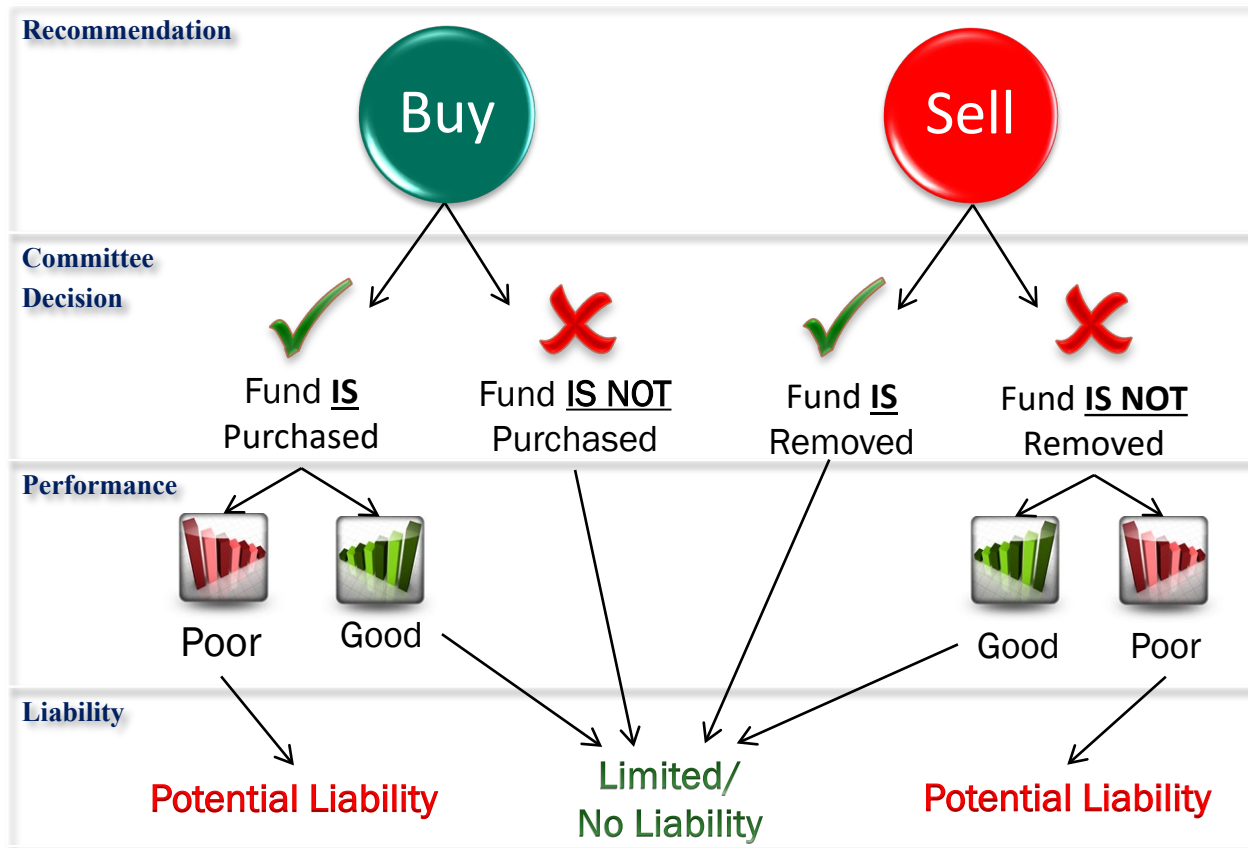 Recommendation
Buy
Sell
Committee
Decision
Fund IS
Purchased
Fund IS NOT
Purchased
Fund IS
Removed
Fund IS NOT
Removed
Performance
Poor
Good
Good
Poor
Liability
Potential Liability
Limited/
No Liability
Potential Liability